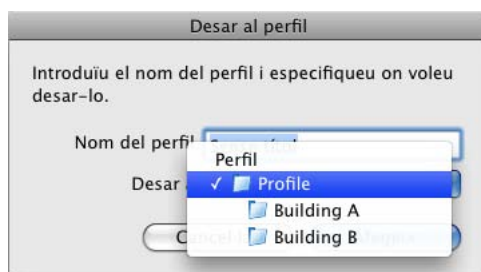 Desar al perfil
Introduïu el nom del perfil i especifiqueu on voleu
desar-lo.
Nom del perfil
Perfil
Desar
✓ Profile
Building A
Building B